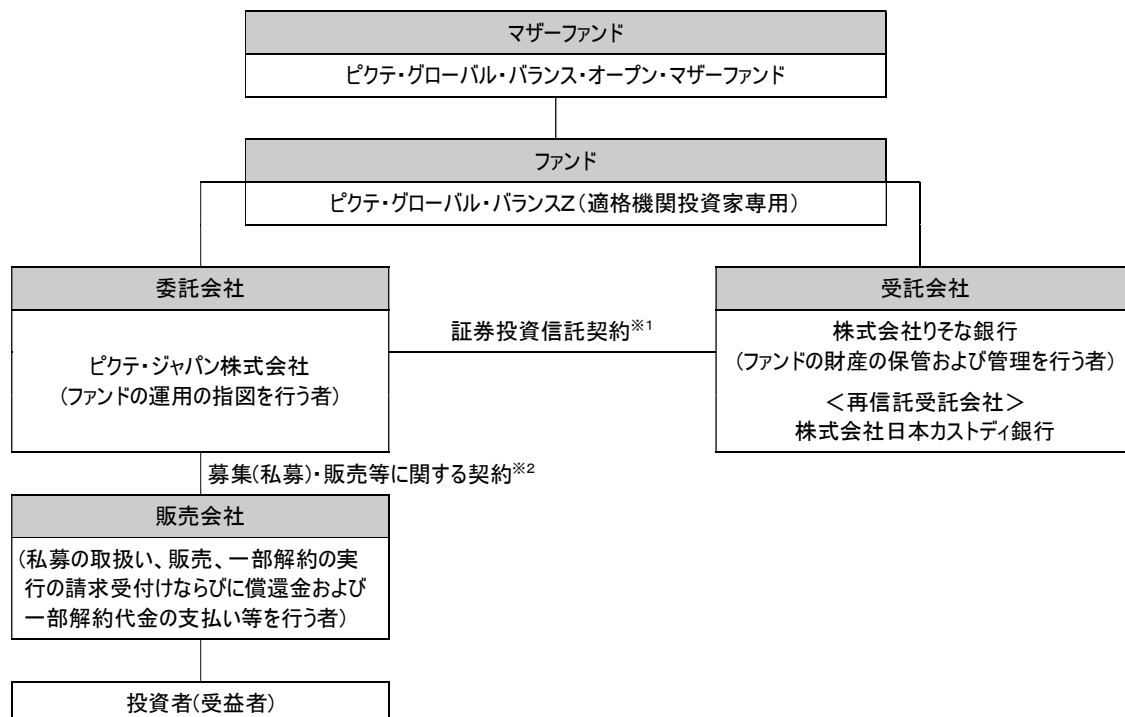 マザーファンド
ピクテ・グローバル・バランス・オープン・マザーファンド
ファンド
ピクテ・グローバル・バランスZ(適格機関投資家専用)
委託会社
ピクテ・ジャパン株式会社
(ファンドの運用の指図を行う者)
証券投資信託契約※1
受託会社
株式会社りそな銀行
(ファンドの財産の保管および管理を行う者)
<再信託受託会社>
株式会社日本カストディ銀行
募集(私募)・販売等に関する契約※2
販売会社
(私募の取扱い、販売、一部解約の実
行の請求受付けならびに償還金および
一部解約代金の支払い等を行う者)
投資者(受益者)